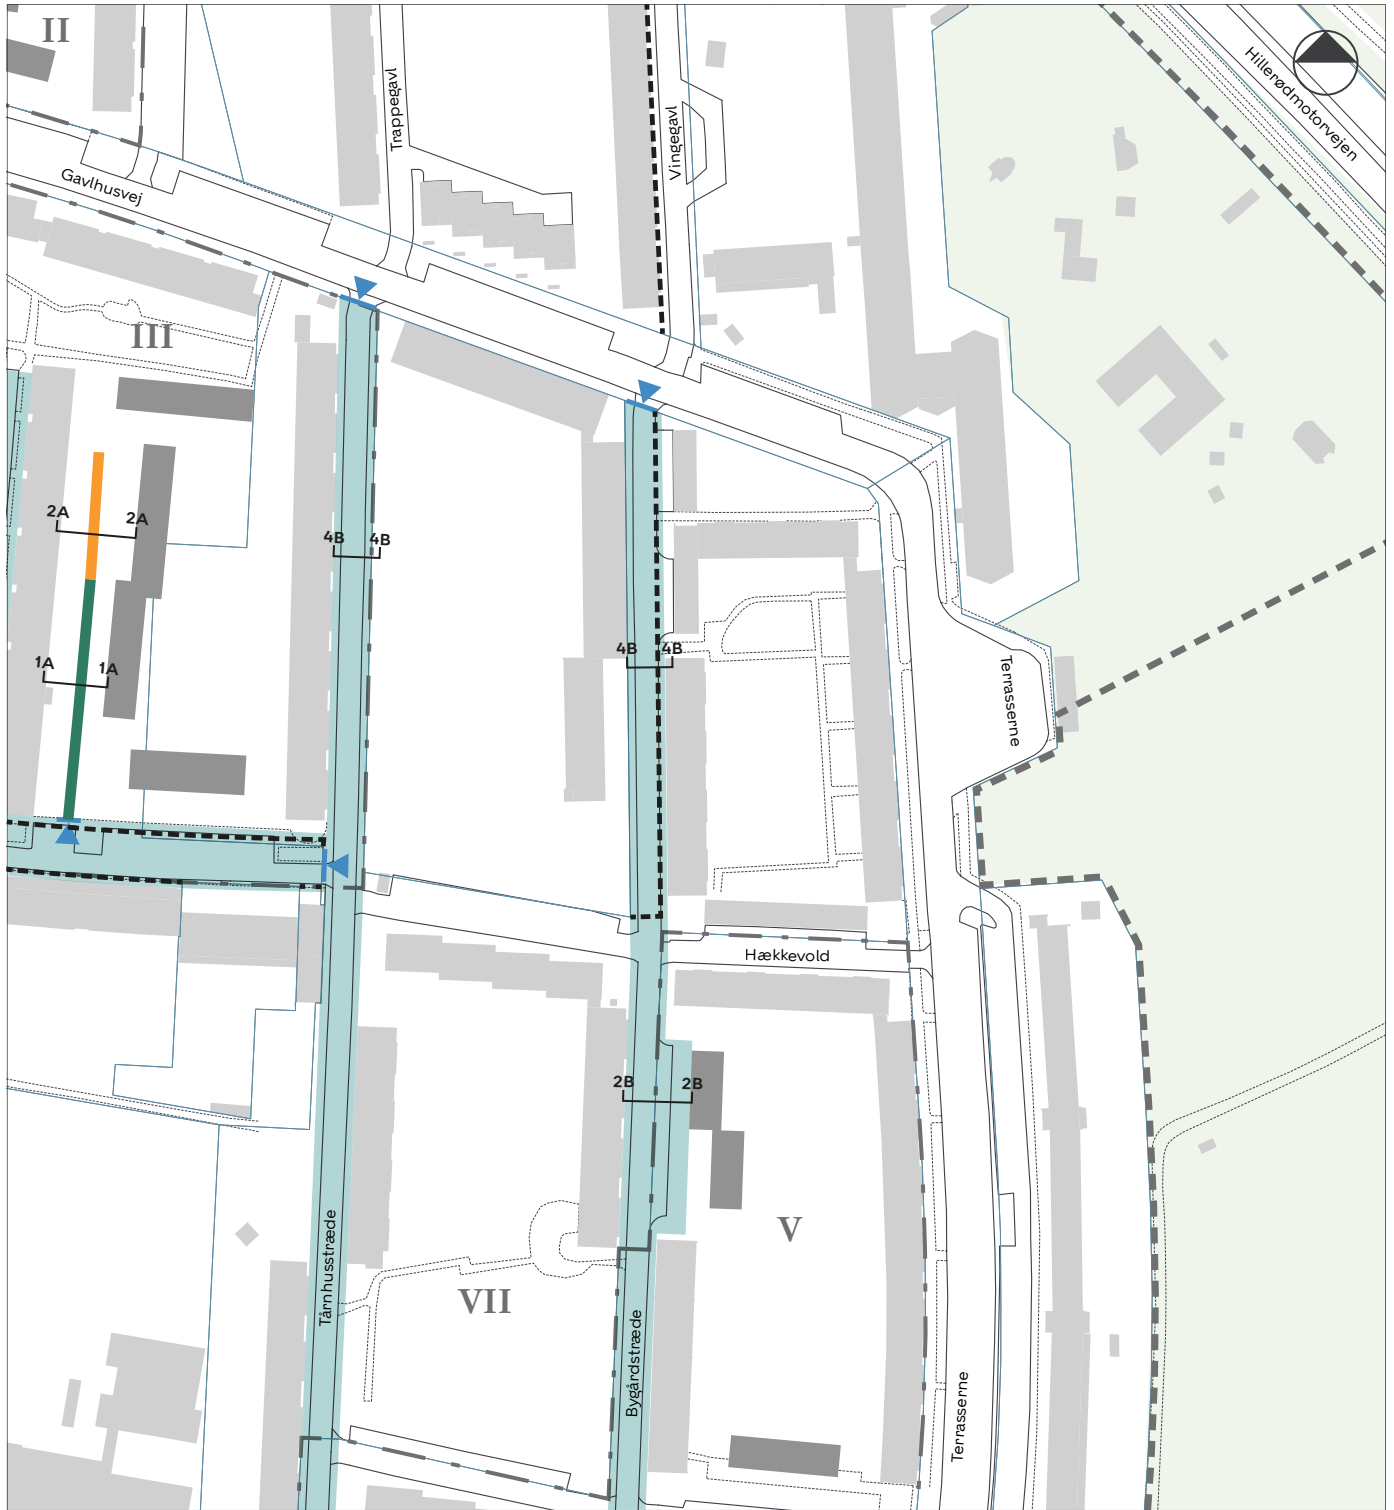 II
Hillerødmotorvejen
Trappegavl
Vingegavl
Gavlhusvej
III
2A
2A
4B
4B
4B
4B
1A
1A
Terrasserne
Hækkevold
2B
2B
V
Tårnhusstræde
VII
Bygårdstræde
Terrasserne